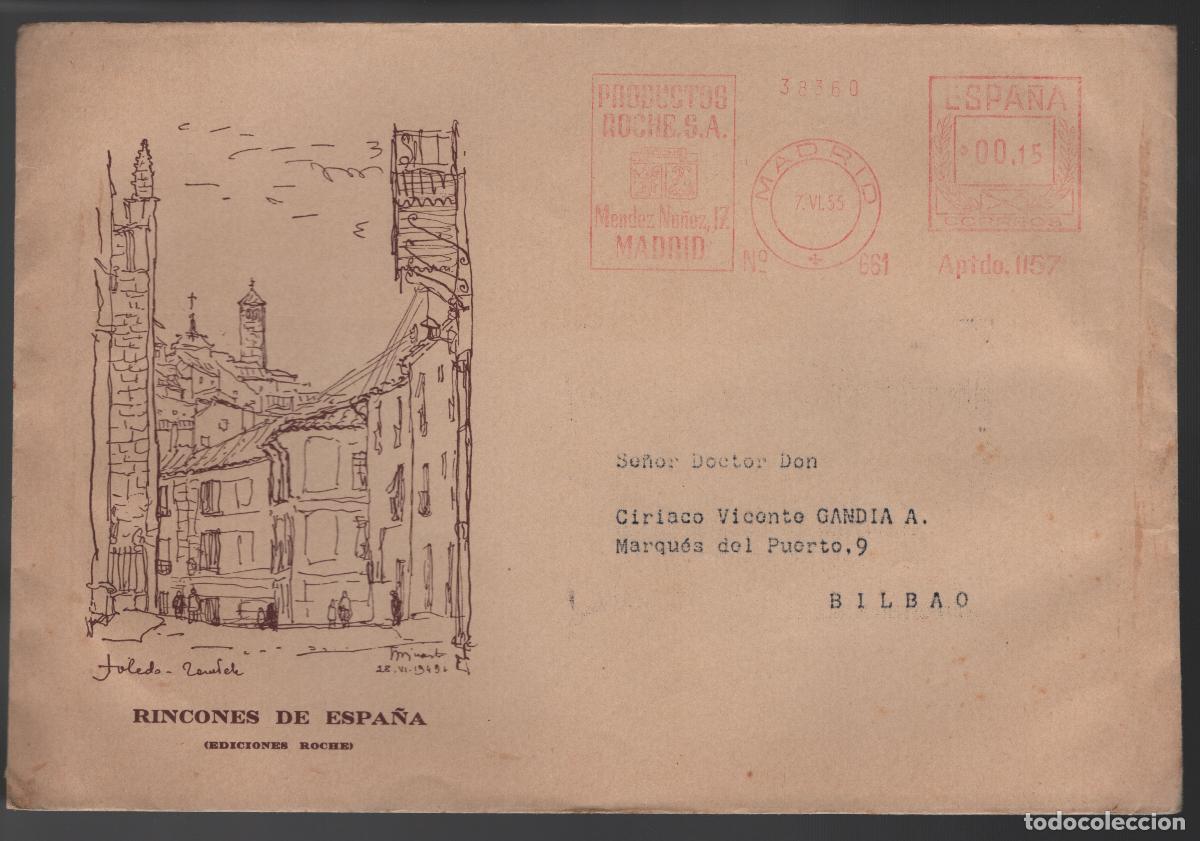 PRODUCTOS
ROCHE. S.A.
Mendez Nuñez, 17
MADRID
38360
MADRID
7.VI.55
Nº 661
ESPAÑA
00,15
CORREOS
Aptdo. 1157
Señor Doctor Don
Ciriaco Vicente GANDIA A.
Marqués del Puerto,9
BILBAO
Toledo -
28.VI-1949
RINCONES DE ESPAÑA
(EDICIONES ROCHE)
todocoleccion